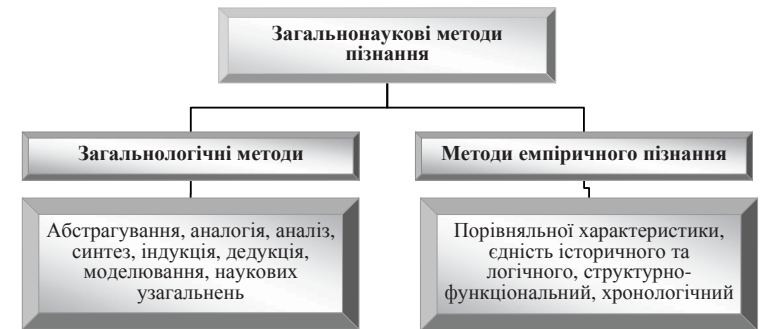 Загальнонаукові методи
пізнання
Загальнологічні методи
Методи емпіричного пізнання
Абстрагування, аналогія, аналіз,
синтез, індукція, дедукція,
моделювання, наукових
узагальнень
Порівняльної характеристики,
єдність історичного та
логічного, структурно-
функціональний, хронологічний